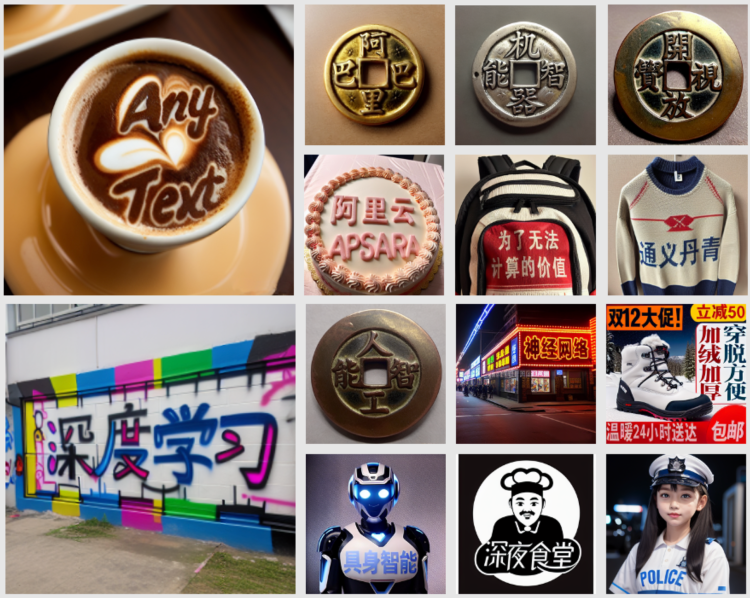 Any
Text
阿里巴巴
机器智能
開放視
阿里云
APSARA
为了无法
计算的价值
通义丹青
深度学习
人工智能
神经网络
双12大促!
立减50
穿脱方便
加绒加厚
温暖24小时送达
包邮
具身智能
深夜食堂
POLICE